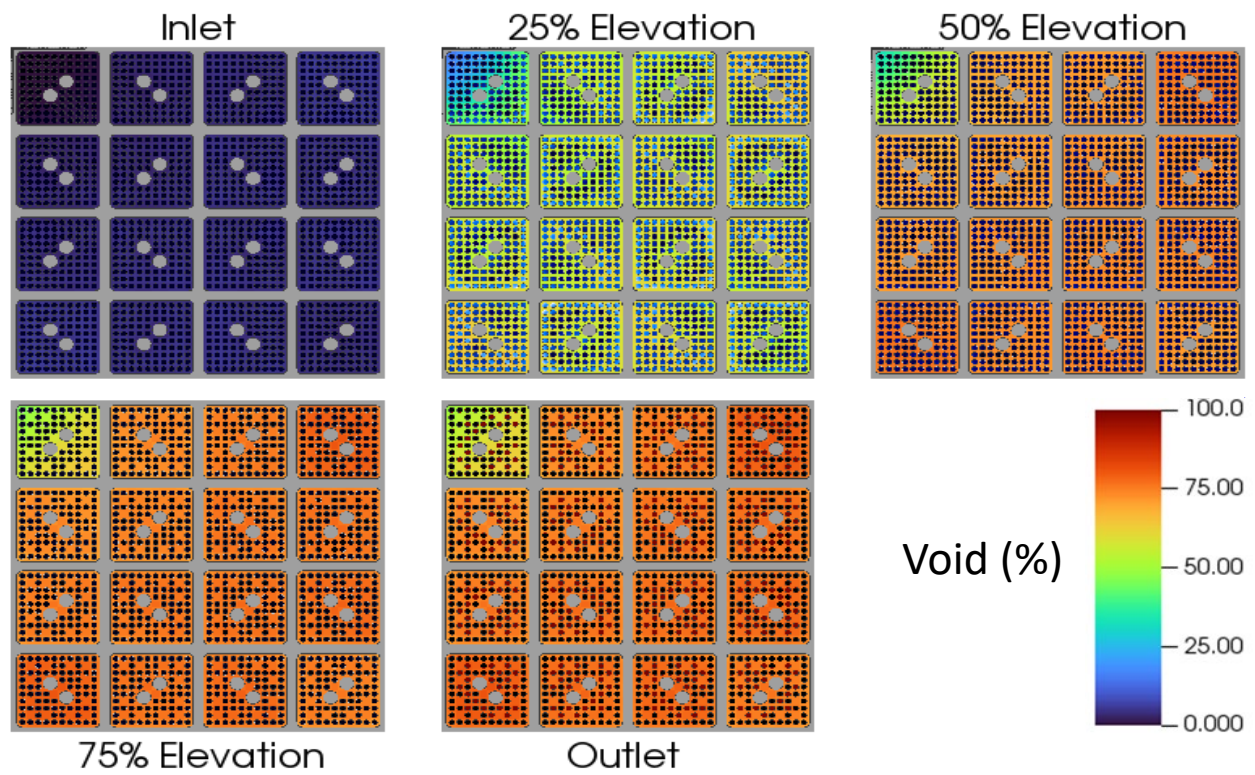 Inlet
25% Elevation
50% Elevation
75% Elevation
Outlet
Void (%)
100.0
75.00
50.00
25.00
0.000